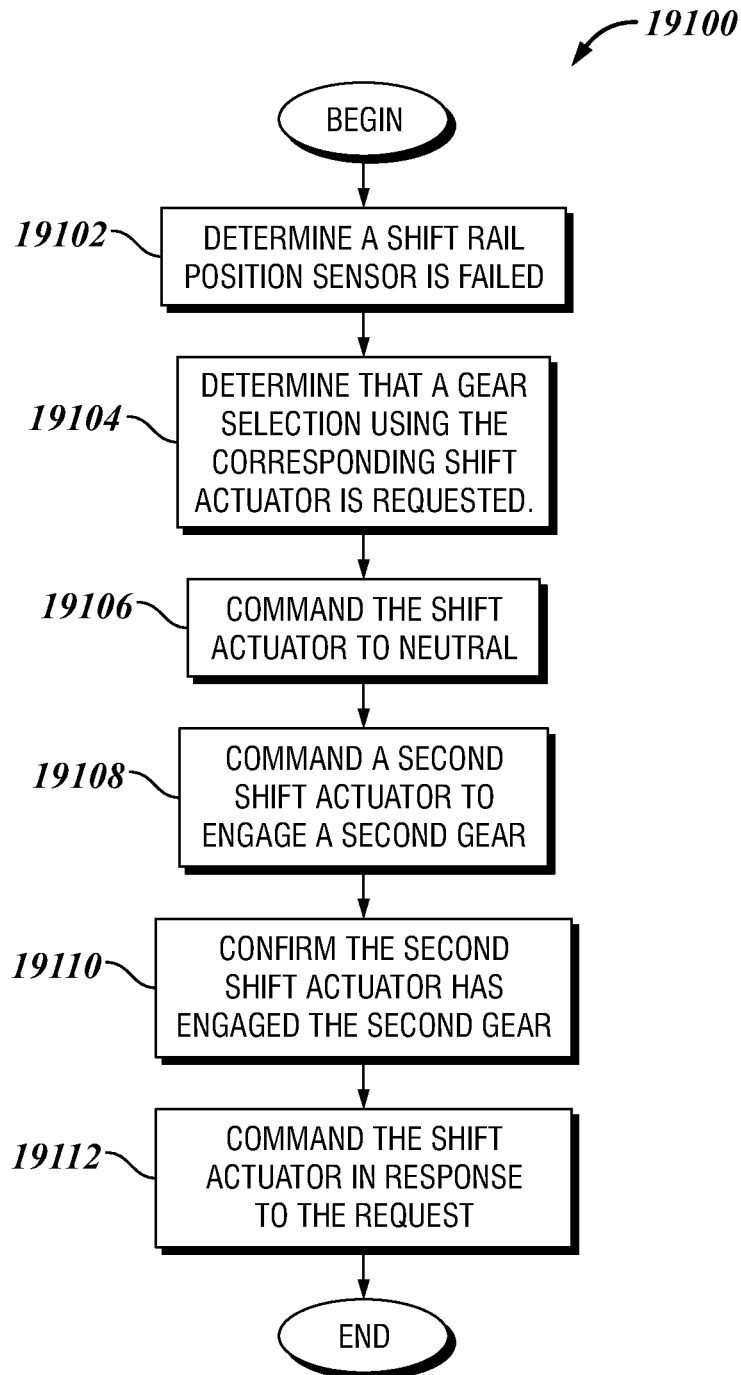 19100
BEGIN
19102
DETERMINE A SHIFT RAIL
POSITION SENSOR IS FAILED
19104
DETERMINE THAT A GEAR
SELECTION USING THE
CORRESPONDING SHIFT
ACTUATOR IS REQUESTED.
19106
COMMAND THE SHIFT
ACTUATOR TO NEUTRAL
19108
COMMAND A SECOND
SHIFT ACTUATOR TO
ENGAGE A SECOND GEAR
19110
CONFIRM THE SECOND
SHIFT ACTUATOR HAS
ENGAGED THE SECOND GEAR
19112
COMMAND THE SHIFT
ACTUATOR IN RESPONSE
TO THE REQUEST
END